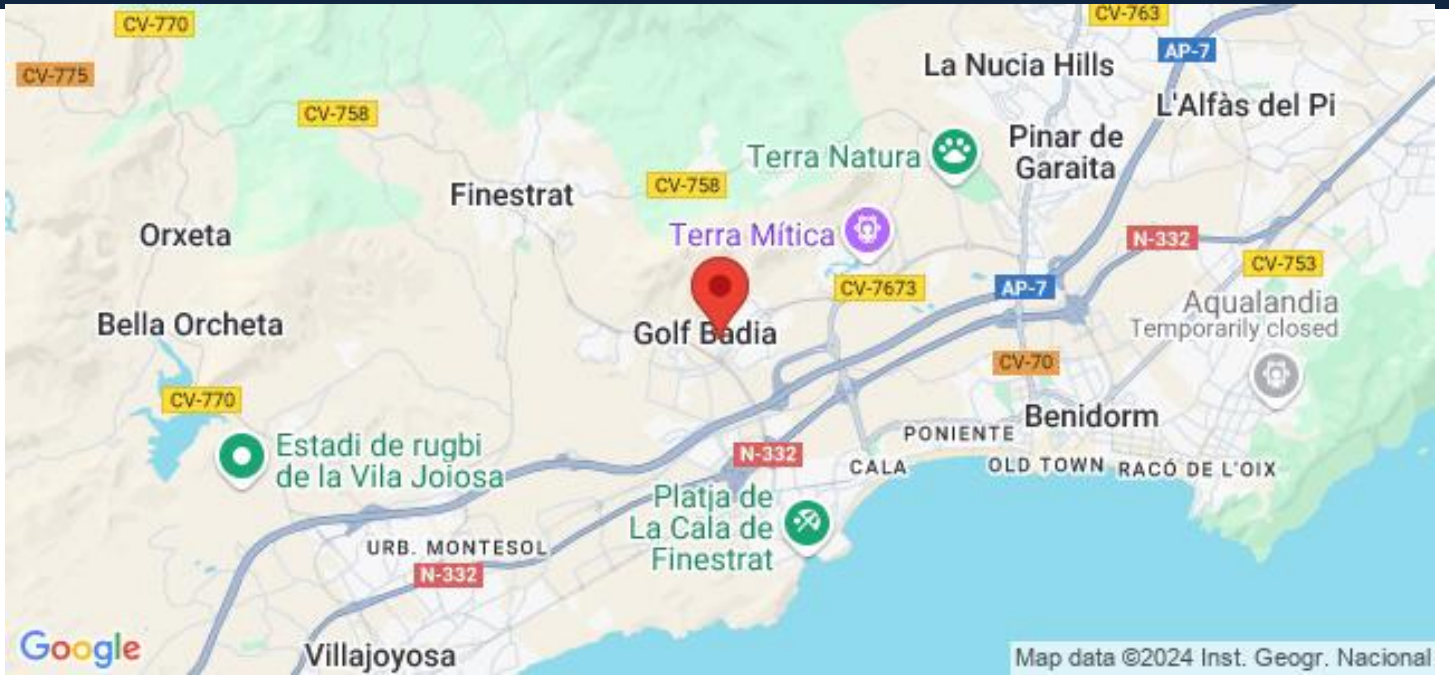 CV-770
CV-763
CV-775
AP-7
La Nucia Hills
CV-758
L'Alfàs del Pi
Terra Natura
Pinar de
Garaita
Finestrat
CV-758
Orxeta
Terra Mítica
N-332
CV-753
CV-7673
AP-7
Aqualandia
Temporarily closed
Bella Orcheta
Golf Badia
CV-70
CV-770
Benidorm
PONIENTE
Estadi de rugbi
de la Vila Joiosa
N-332
CALA
OLD TOWN
RACÓ DE L'OIX
Platja de
La Cala de
Finestrat
URB. MONTESOL
N-332
Google
Villajoyosa
Map data ©2024 Inst. Geogr. Nacional